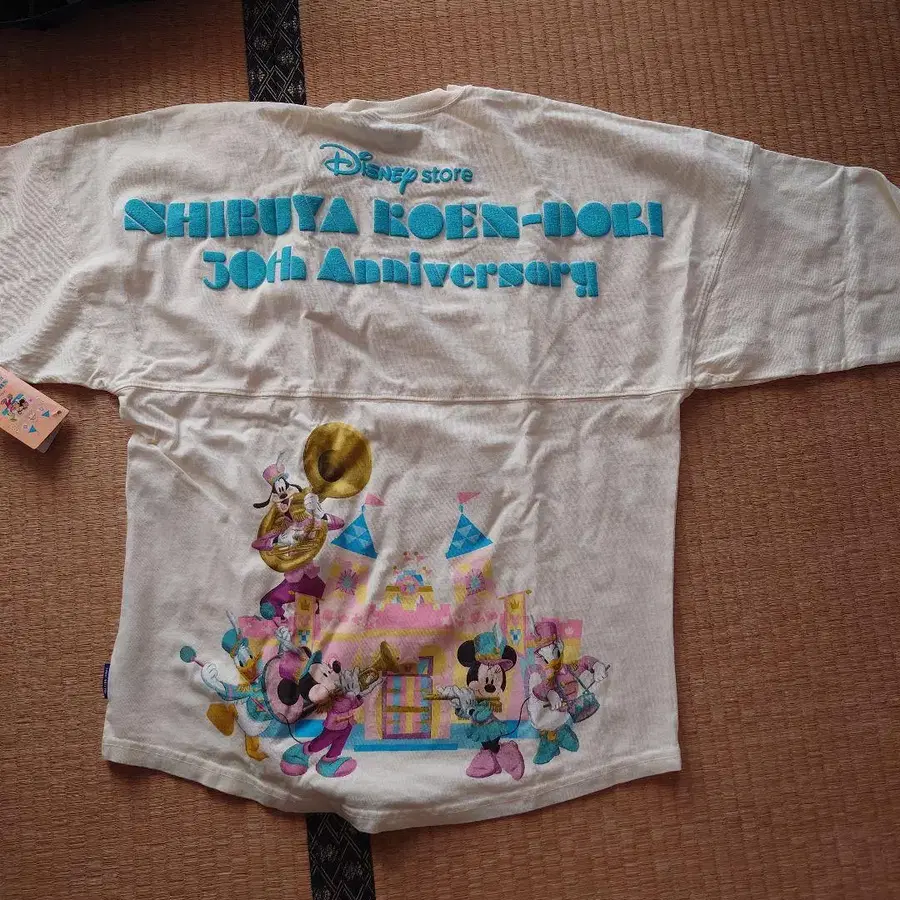 Disney store
SHIBUYA KOEN-DORI
30th Anniversary